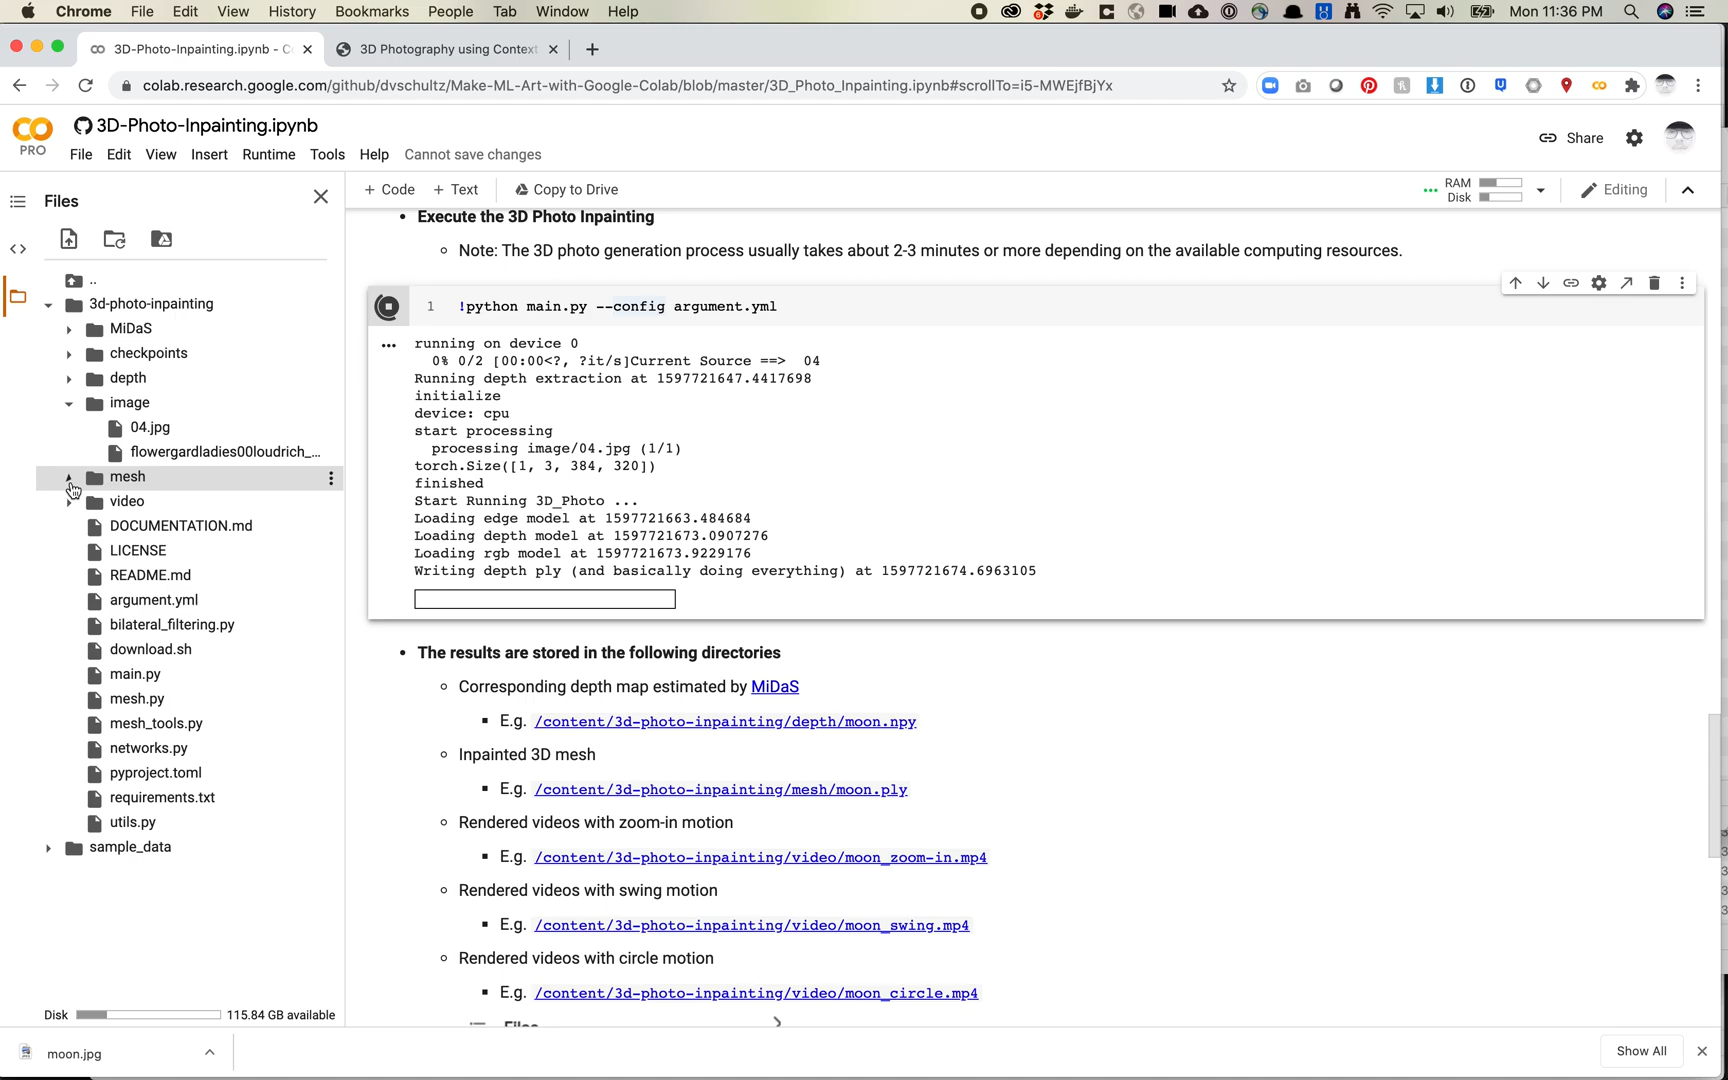 Chrome File Edit View History Bookmarks People Tab Window Help Mon 11:36 PM
3D-Photo-Inpainting.ipynb - C
3D Photography using Context
colab.research.google.com/github/dvschultz/Make-ML-Art-with-Google-Colab/blob/master/3D_Photo_Inpainting.ipynb#scrollTo=i5-MWEjfBjYx
3D-Photo-Inpainting.ipynb
PRO
File Edit View Insert Runtime Tools Help Cannot save changes
Share
Files
+ Code + Text Copy to Drive
RAM
Disk
Editing
..
3d-photo-inpainting
MiDaS
checkpoints
depth
image
04.jpg
flowergardladies00loudrich_...
mesh
video
DOCUMENTATION.md
LICENSE
README.md
argument.yml
bilateral_filtering.py
download.sh
main.py
mesh.py
mesh_tools.py
networks.py
pyproject.toml
requirements.txt
utils.py
sample_data
Disk 115.84 GB available
Execute the 3D Photo Inpainting
Note: The 3D photo generation process usually takes about 2-3 minutes or more depending on the available computing resources.
1 !python main.py --config argument.yml
running on device 0
0% 0/2 [00:00<?, ?it/s]Current Source ==> 04
Running depth extraction at 1597721647.4417698
initialize
device: cpu
start processing
processing image/04.jpg (1/1)
torch.Size([1, 3, 384, 320])
finished
Start Running 3D_Photo ...
Loading edge model at 1597721663.484684
Loading depth model at 1597721673.0907276
Loading rgb model at 1597721673.9229176
Writing depth ply (and basically doing everything) at 1597721674.6963105
The results are stored in the following directories
Corresponding depth map estimated by MiDaS
E.g. /content/3d-photo-inpainting/depth/moon.npy
Inpainted 3D mesh
E.g. /content/3d-photo-inpainting/mesh/moon.ply
Rendered videos with zoom-in motion
E.g. /content/3d-photo-inpainting/video/moon_zoom-in.mp4
Rendered videos with swing motion
E.g. /content/3d-photo-inpainting/video/moon_swing.mp4
Rendered videos with circle motion
E.g. /content/3d-photo-inpainting/video/moon_circle.mp4
Files
moon.jpg
Show All